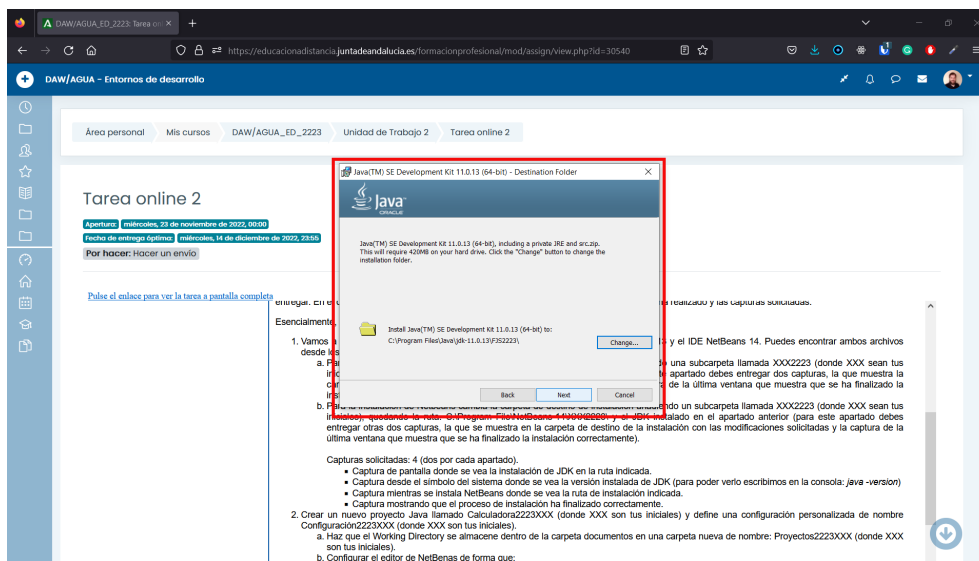 DAW/AGUA_ED_2223: Tarea onl
https://educacionadistancia.juntadeandalucia.es/formacionprofesional/mod/assign/view.php?id=30540
DAW/AGUA - Entornos de desarrollo
Área personal Mis cursos DAW/AGUA_ED_2223 Unidad de Trabajo 2 Tarea online 2
Tarea online 2
Apertura: miércoles, 23 de noviembre de 2022, 00:00
Fecha de entrega óptima: miércoles, 14 de diciembre de 2022, 23:55
Por hacer: Hacer un envío
Pulse el enlace para ver la tarea a pantalla completa
Java(TM) SE Development Kit 11.0.13 (64-bit) - Destination Folder
Java
ORACLE
Java(TM) SE Development Kit 11.0.13 (64-bit), including a private JRE and src.zip.
This will require 420MB on your hard drive. Click the "Change" button to change the
installation folder.
Install Java(TM) SE Development Kit 11.0.13 (64-bit) to:
C:\Program Files\Java\jdk-11.0.13\FJS2223\
Change...
Back Next Cancel
realizado y las capturas solicitadas.
Esencialmente,
1. Vamos a y el IDE NetBeans 14. Puedes encontrar ambos archivos
desde los
a. una subcarpeta llamada XXX2223 (donde XXX sean tus
apartado debes entregar dos capturas, la que muestra la
de la última ventana que muestra que se ha finalizado la
b. un subcarpeta llamada XXX2223 (donde XXX sean tus
instalado en el apartado anterior (para este apartado debes
entregar otras dos capturas, la que se muestra en la carpeta de destino de la instalación con las modificaciones solicitadas y la captura de la
última ventana que muestra que se ha finalizado la instalación correctamente).
Capturas solicitadas: 4 (dos por cada apartado).
▪ Captura de pantalla donde se vea la instalación de JDK en la ruta indicada.
▪ Captura desde el símbolo del sistema donde se vea la versión instalada de JDK (para poder verlo escribimos en la consola: java -version)
▪ Captura mientras se instala NetBeans donde se vea la ruta de instalación indicada.
▪ Captura mostrando que el proceso de instalación ha finalizado correctamente.
2. Crear un nuevo proyecto Java llamado Calculadora2223XXX (donde XXX son tus iniciales) y define una configuración personalizada de nombre
Configuración2223XXX (donde XXX son tus iniciales).
a. Haz que el Working Directory se almacene dentro de la carpeta documentos en una carpeta nueva de nombre: Proyectos2223XXX (donde XXX
son tus iniciales).
b. Configurar el editor de NetBenas de forma que: